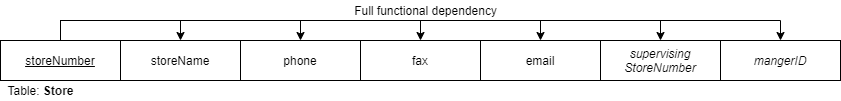 Full functional dependency
storeNumber
storeName
phone
fax
email
supervising
StoreNumber
mangerID
Table: Store